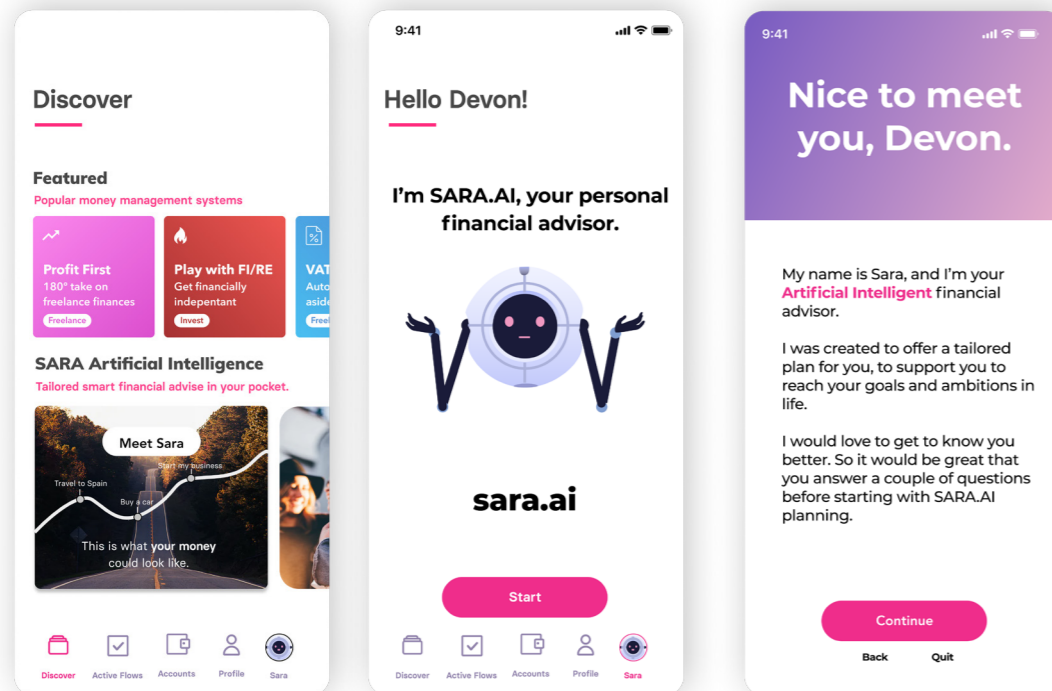 Discover
Featured
Popular money management systems
Profit First
180° take on
freelance finances
Freelance
Play with FI/RE
Get financially
indepentant
Invest
VAT
Auto
aside
Freel
SARA Artificial Intelligence
Tailored smart financial advise in your pocket.
Meet Sara
Start my business
Travel to Spain
Buy a car
This is what your money
could look like.
Discover
Active Flows
Accounts
Profile
Sara
9:41
Hello Devon!
I'm SARA.AI, your personal
financial advisor.
sara.ai
Start
Discover
Active Flows
Accounts
Profile
Sara
9:41
Nice to meet
you, Devon.
My name is Sara, and I'm your
Artificial Intelligent financial
advisor.
I was created to offer a tailored
plan for you, to support you to
reach your goals and ambitions in
life.
I would love to get to know you
better. So it would be great that
you answer a couple of questions
before starting with SARA.AI
planning.
Continue
Back
Quit